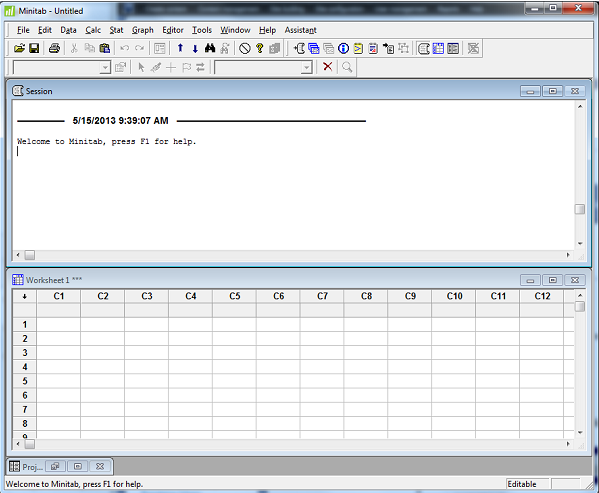 Minitab - Untitled
File Edit Data Calc Stat Graph Editor Tools Window Help Assistant
Session
5/15/2013 9:39:07 AM
Welcome to Minitab, press F1 for help.
Worksheet 1 ***
C1 C2 C3 C4 C5 C6 C7 C8 C9 C10 C11 C12
1
2
3
4
5
6
7
8
9
Proj...
Welcome to Minitab, press F1 for help. Editable